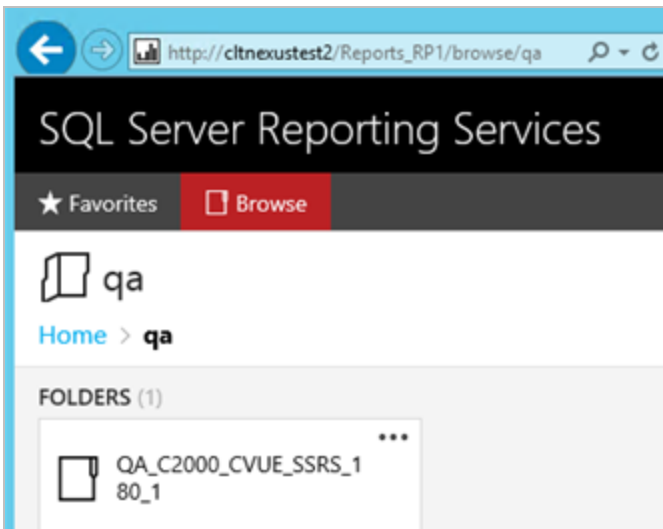 http://cltnexustest2/Reports_RP1/browse/qa
SQL Server Reporting Services
Favorites Browse
qa
Home > qa
FOLDERS (1)
QA_C2000_CVUE_SSRS_1
80_1